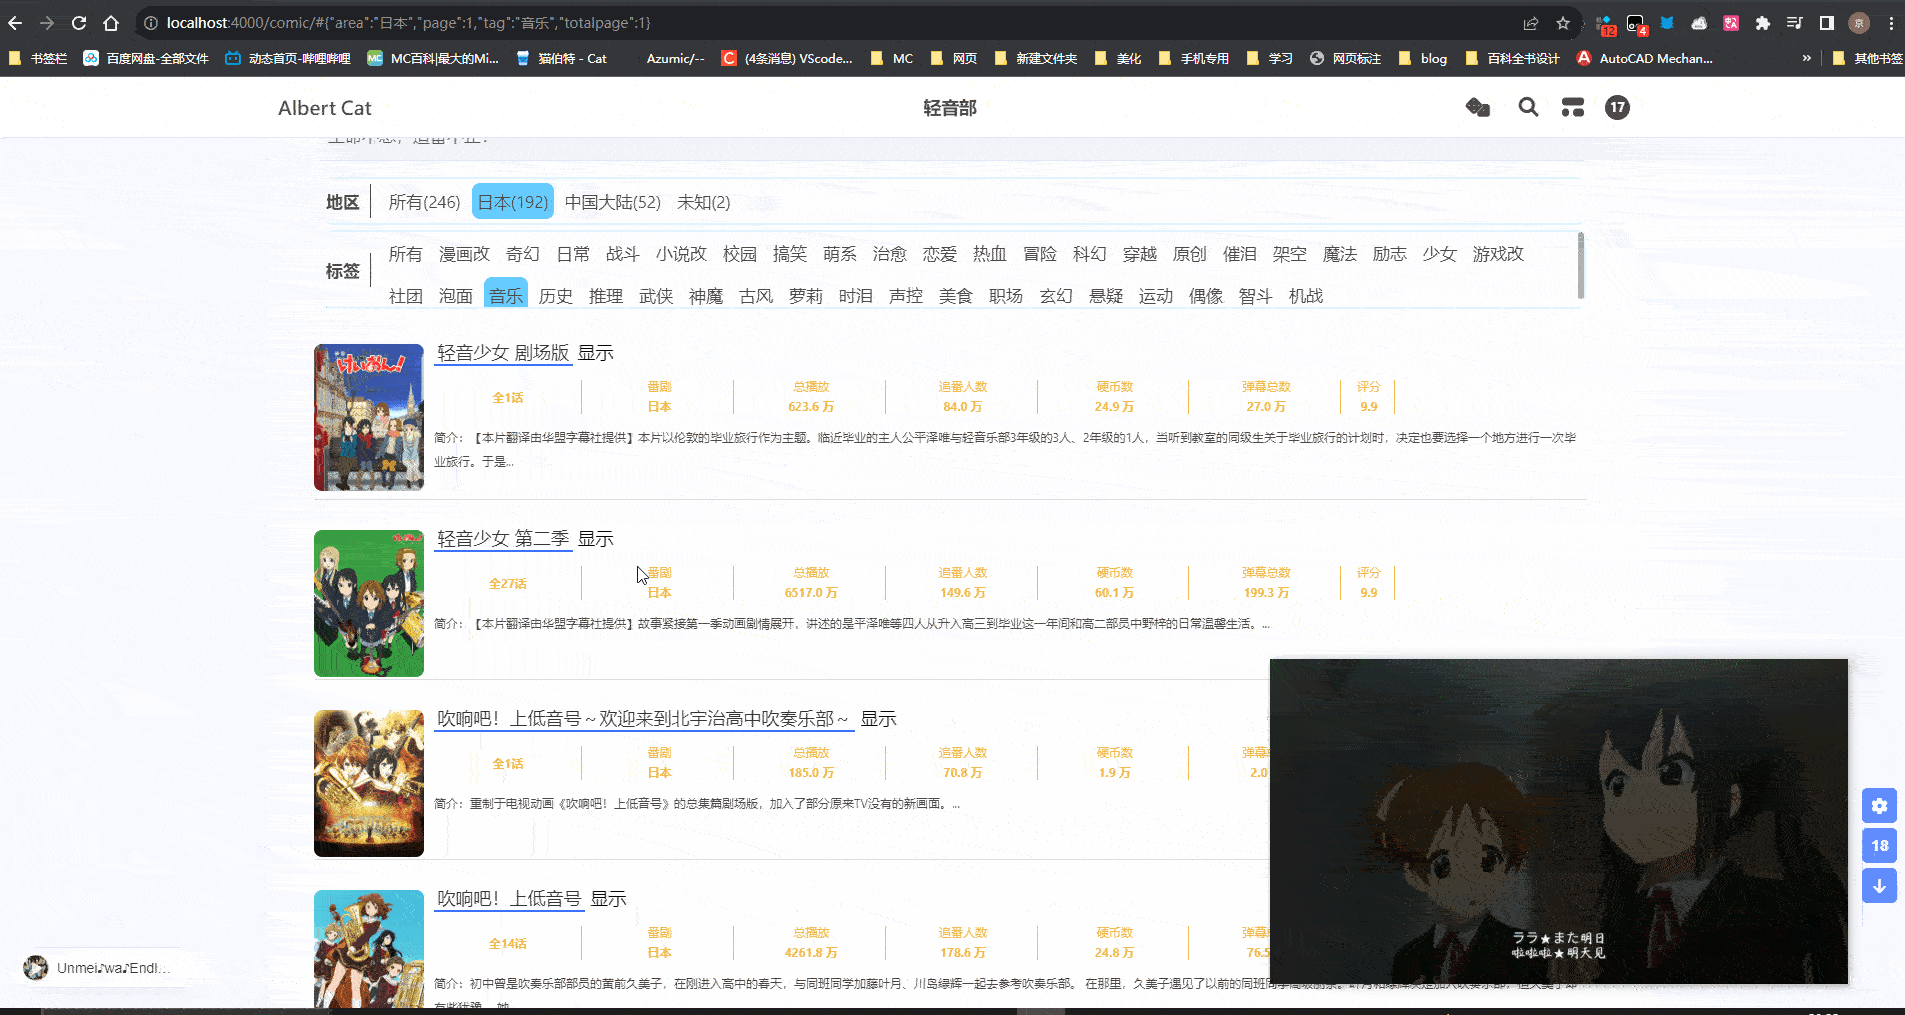 localhost:4000/comic/#{"area":"日本","page":1,"tag":"音乐","totalpage":1}
12
4
京
书签栏 百度网盘-全部文件 动态首页-哔哩哔哩 MC百科|最大的Mi... 猫伯特 - Cat Azumic/-- (4条消息) VScode... MC 网页 新建文件夹 美化 手机专用 学习 网页标注 blog 百科全书设计 AutoCAD Mechan... » 其他书签
Albert Cat 轻音部 17
地区 所有(246) 日本(192) 中国大陆(52) 未知(2)
所有 漫画改 奇幻 日常 战斗 小说改 校园 搞笑 萌系 治愈 恋爱 热血 冒险 科幻 穿越 原创 催泪 架空 魔法 励志 少女 游戏改
标签
社团 泡面 音乐 历史 推理 武侠 神魔 古风 萝莉 时泪 声控 美食 职场 玄幻 悬疑 运动 偶像 智斗 机战
轻音少女 剧场版 显示
全1话
番剧 总播放 追番人数 硬币数 弹幕总数 评分
日本 623.6 万 84.0 万 24.9 万 27.0 万 9.9
简介：【本片翻译由华盟字幕社提供】本片以伦敦的毕业旅行作为主题。临近毕业的主人公平泽唯与轻音乐部3年级的3人、2年级的1人，当听到教室的同级生关于毕业旅行的计划时，决定也要选择一个地方进行一次毕
业旅行。于是...
轻音少女 第二季 显示
全27话
番剧 总播放 追番人数 硬币数 弹幕总数 评分
日本 6517.0 万 149.6 万 60.1 万 199.3 万 9.9
简介：【本片翻译由华盟字幕社提供】故事紧接第一季动画剧情展开，讲述的是平泽唯等四人从升入高三到毕业这一年间和高二部员中野梓的日常温馨生活。...
吹响吧！上低音号～欢迎来到北宇治高中吹奏乐部～ 显示
全1话
番剧 总播放 追番人数 硬币数
日本 185.0 万 70.8 万 1.9 万 2.0
简介：重制于电视动画《吹响吧！上低音号》的总集篇剧场版，加入了部分原来TV没有的新画面。...
吹响吧！上低音号 显示
全14话
番剧 总播放 追番人数 硬币数
日本 4261.8 万 178.6 万 24.8 万 76.5
简介：初中曾是吹奏乐部部员的黄前久美子，在刚进入高中的春天，与同班同学加藤叶月、川岛绿辉一起去参考吹奏乐部。 在那里，久美子遇见了以前的同班同
ララ★また明日
啦啦啦★明天见
18
Unmei♪wa♪Endl...